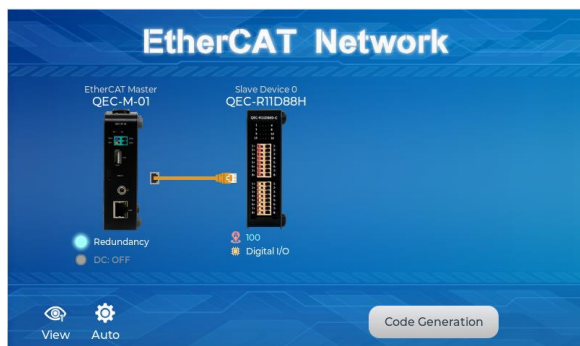 EtherCAT Network
EtherCAT Master
QEC-M-01
Slave Device 0
QEC-R11D88H
Redundancy
DC: OFF
100
Digital I/O
View
Auto
Code Generation